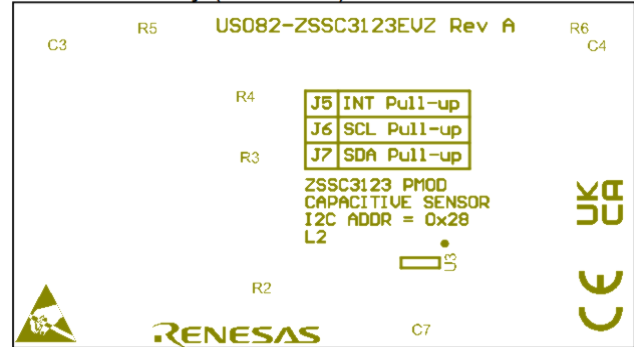 R5 US082-ZSSC3123EVZ Rev A R6
C3 C4
R4
J5 INT Pull-up
J6 SCL Pull-up
R3 J7 SDA Pull-up
ZSSC3123 PMOD
CAPACITIVE SENSOR
I2C ADDR = 0x28
L2
U3
R2
RENESAS C7
UK
CA
CE